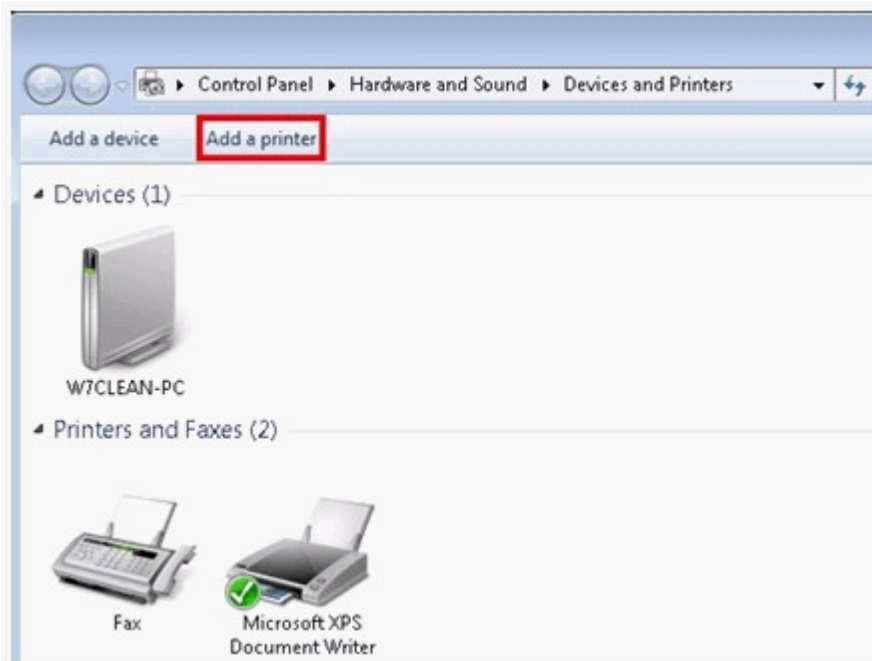 Control Panel Hardware and Sound Devices and Printers
Add a device Add a printer
Devices (1)
W7CLEAN-PC
Printers and Faxes (2)
Fax Microsoft XPS
Document Writer